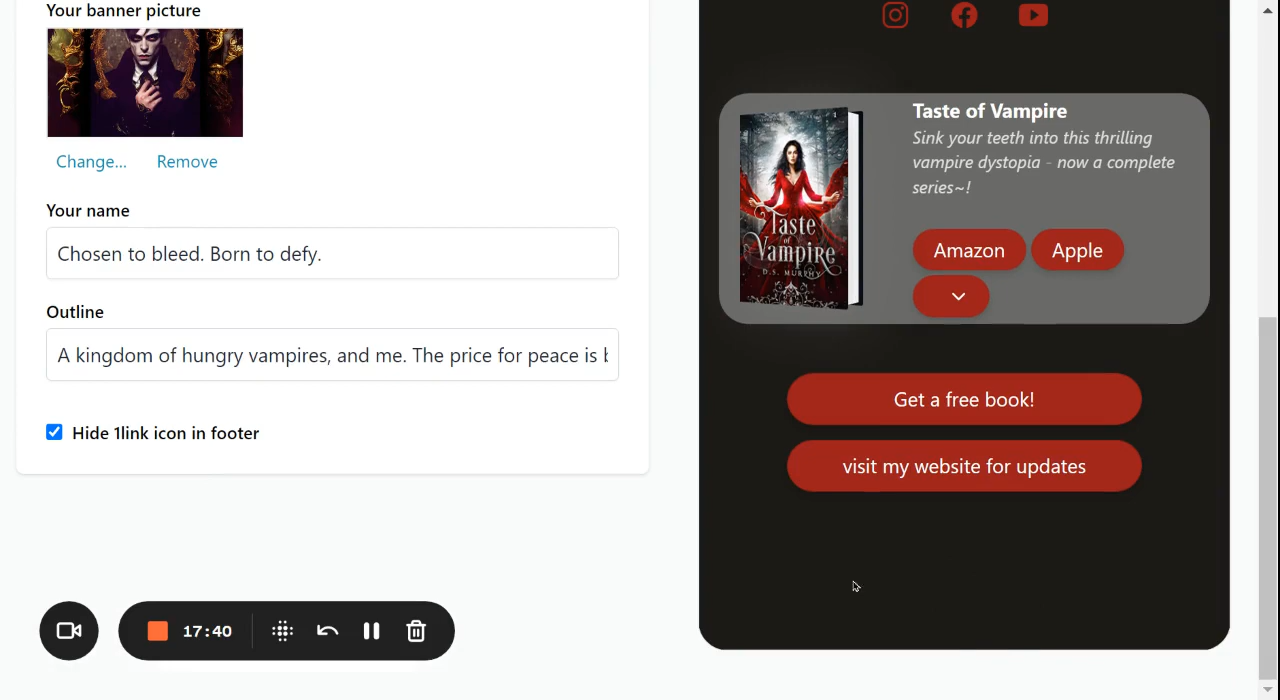 Your banner picture
Change... Remove
Your name
Chosen to bleed. Born to defy.
Outline
A kingdom of hungry vampires, and me. The price for peace is
Hide 1link icon in footer
17:40
Taste of Vampire
Sink your teeth into this thrilling
vampire dystopia - now a complete
series~!
Taste
of
Vampire
D.S. MURPHY
Amazon Apple
Get a free book!
visit my website for updates